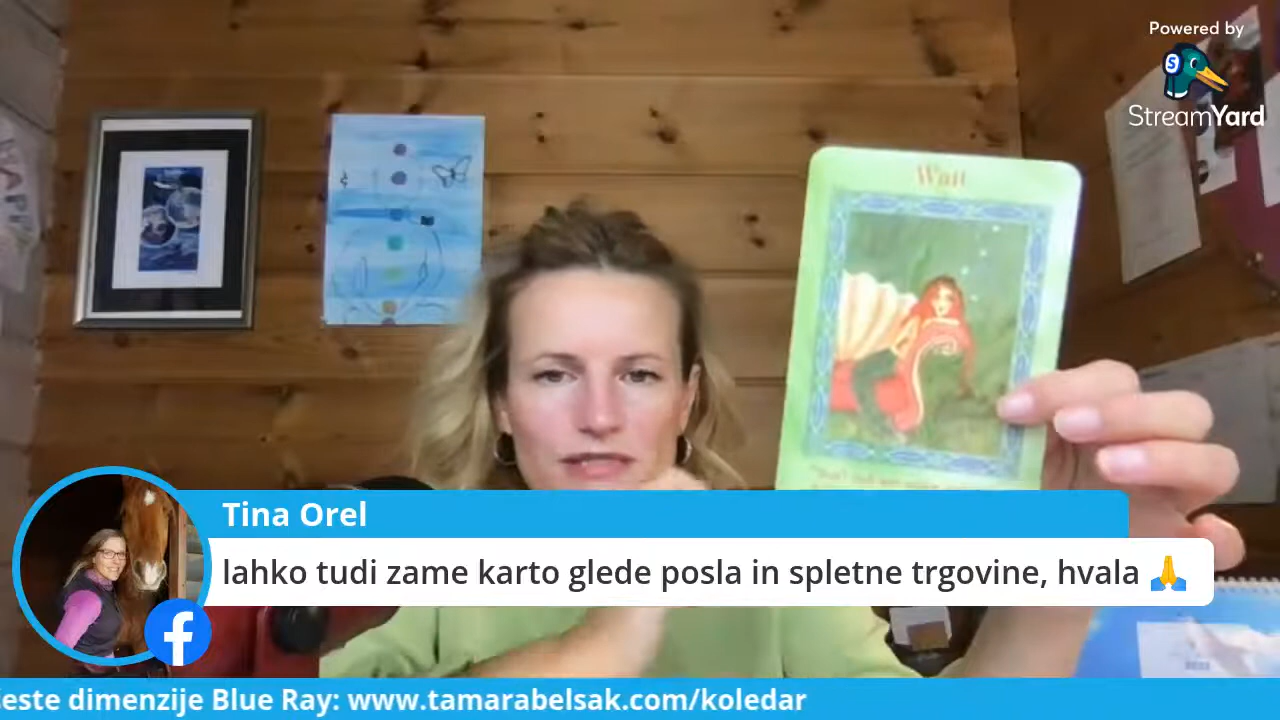 Powered by
StreamYard
Wait
Tina Orel
lahko tudi zame karto glede posla in spletne trgovine, hvala 🙏
šeste dimenzije Blue Ray: www.tamarabelsak.com/koledar